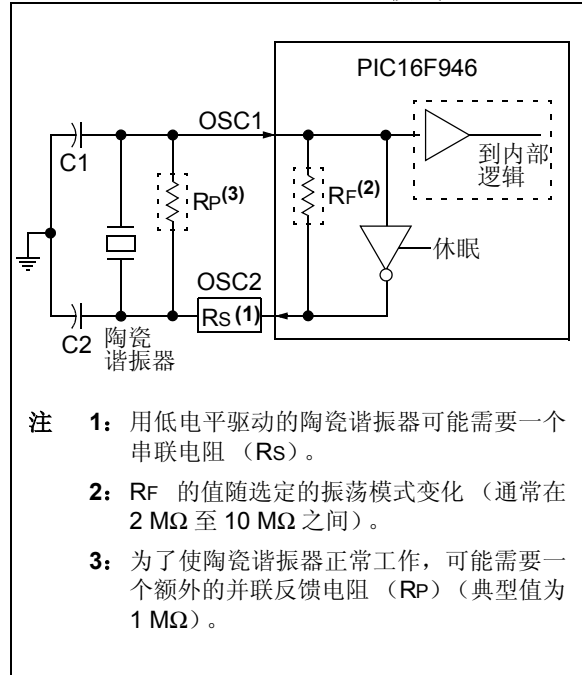 PIC16F946
OSC1
C1
RP(3)
RF(2)
到内部
逻辑
休眠
OSC2
RS(1)
C2
陶瓷
谐振器
注 1: 用低电平驱动的陶瓷谐振器可能需要一个
串联电阻 (RS)。
2: RF 的值随选定的振荡模式变化 (通常在
2 MΩ 至 10 MΩ 之间)。
3: 为了使陶瓷谐振器正常工作，可能需要一
个额外的并联反馈电阻 (RP) (典型值为
1 MΩ)。